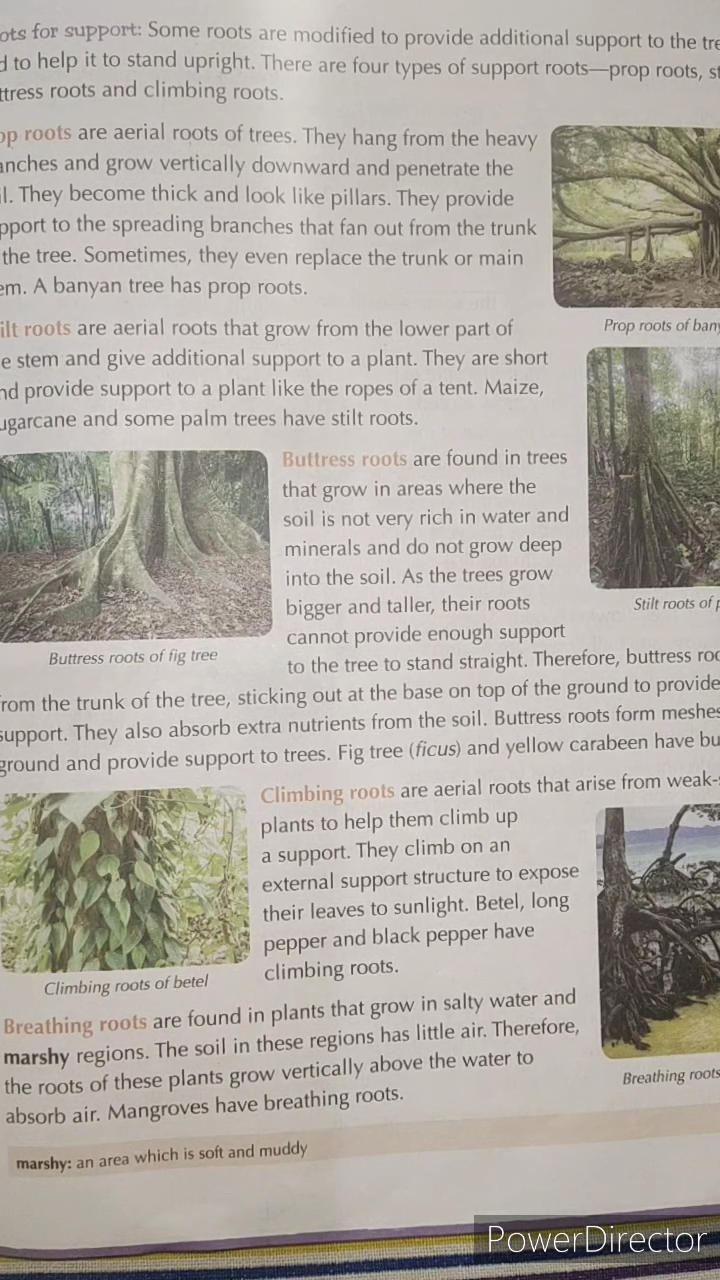 ots for support: Some roots are modified to provide additional support to the tre
d to help it to stand upright. There are four types of support roots—prop roots, st
ttress roots and climbing roots.
op roots are aerial roots of trees. They hang from the heavy
anches and grow vertically downward and penetrate the
il. They become thick and look like pillars. They provide
pport to the spreading branches that fan out from the trunk
the tree. Sometimes, they even replace the trunk or main
em. A banyan tree has prop roots.
Prop roots of bany
ilt roots are aerial roots that grow from the lower part of
e stem and give additional support to a plant. They are short
nd provide support to a plant like the ropes of a tent. Maize,
ugarcane and some palm trees have stilt roots.
Stilt roots of p
Buttress roots are found in trees
that grow in areas where the
soil is not very rich in water and
minerals and do not grow deep
into the soil. As the trees grow
bigger and taller, their roots
cannot provide enough support
to the tree to stand straight. Therefore, buttress roo
from the trunk of the tree, sticking out at the base on top of the ground to provide
support. They also absorb extra nutrients from the soil. Buttress roots form meshes
ground and provide support to trees. Fig tree (ficus) and yellow carabeen have bu
Buttress roots of fig tree
Climbing roots are aerial roots that arise from weak-s
plants to help them climb up
a support. They climb on an
external support structure to expose
their leaves to sunlight. Betel, long
pepper and black pepper have
climbing roots.
Climbing roots of betel
Breathing roots are found in plants that grow in salty water and
marshy regions. The soil in these regions has little air. Therefore,
the roots of these plants grow vertically above the water to
absorb air. Mangroves have breathing roots.
Breathing roots
marshy: an area which is soft and muddy
PowerDirector